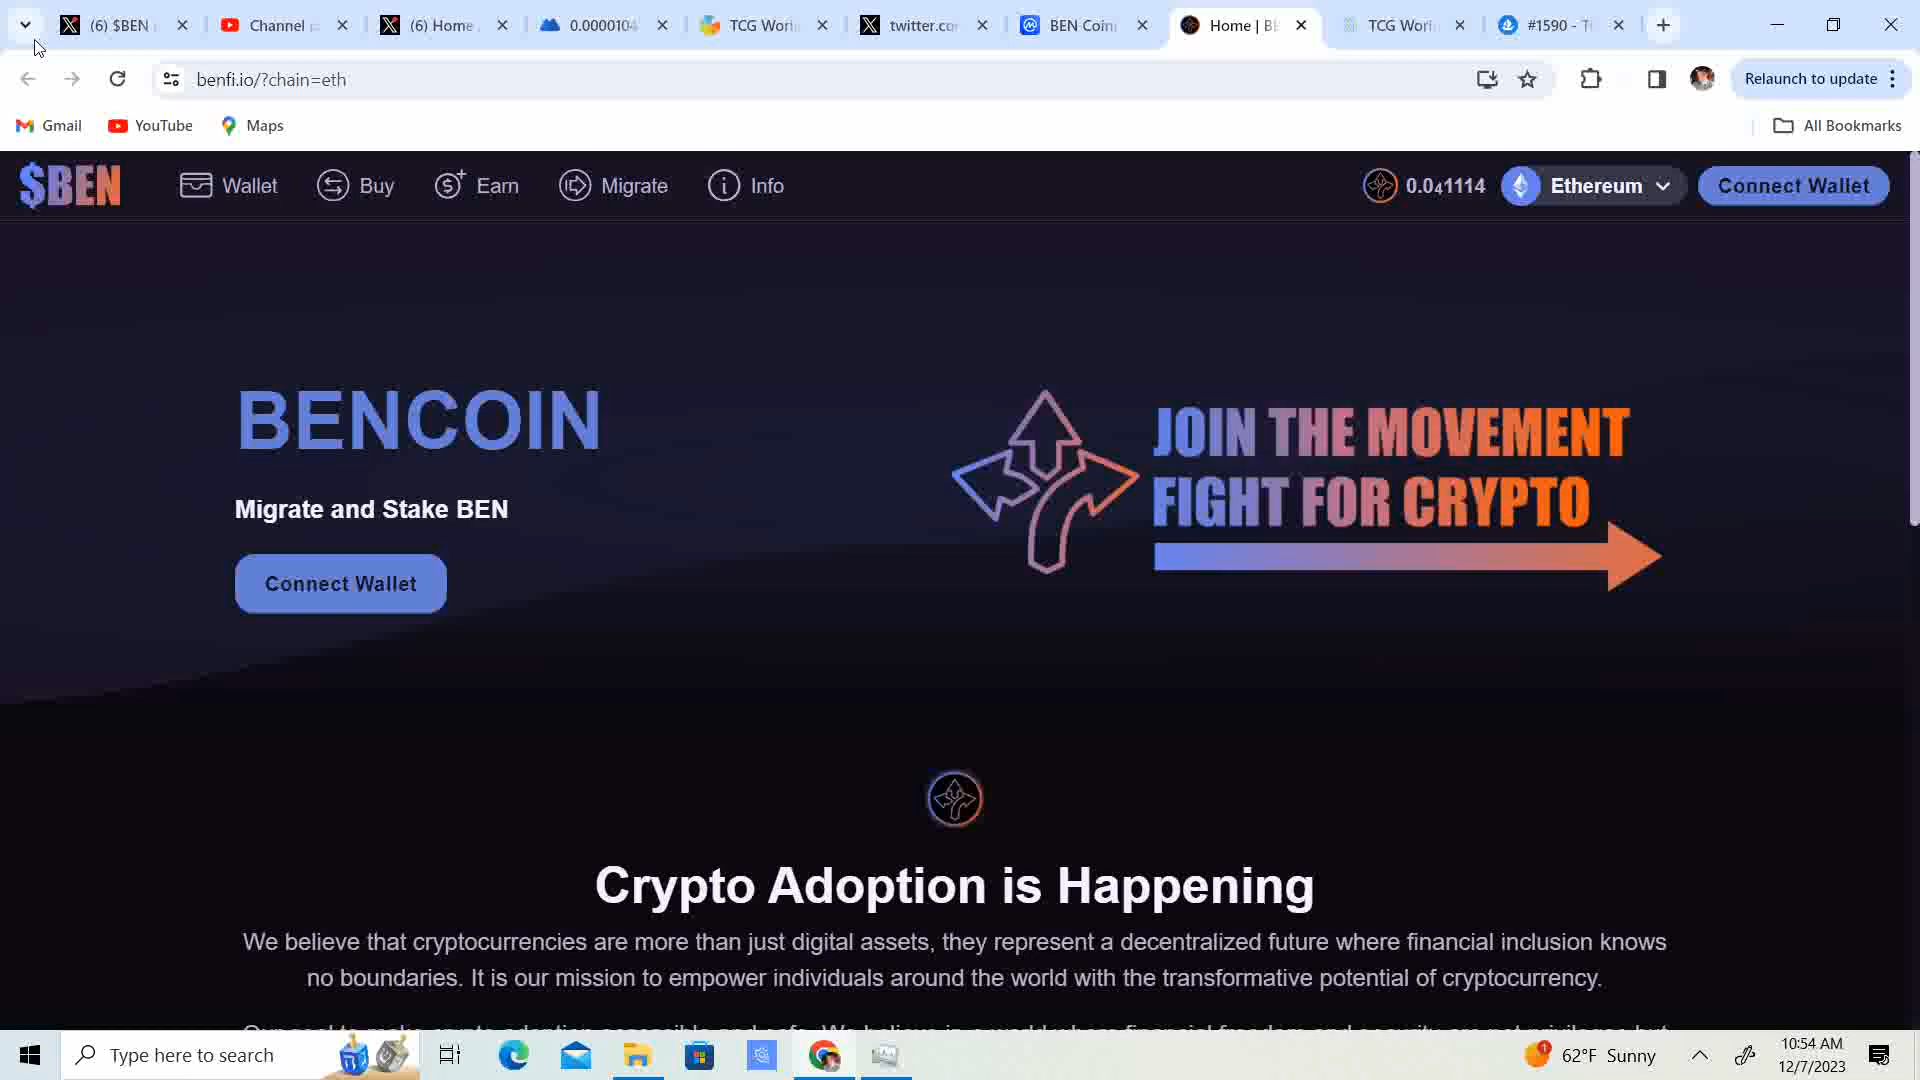 (6) $BEN
Channel p
(6) Home
0.0000104
TCG Worl
twitter.co
BEN Coin
Home | BE
TCG Worl
#1590 - T
benfi.io/?chain=eth
Relaunch to update
Gmail
YouTube
Maps
All Bookmarks
$BEN
Wallet
Buy
Earn
Migrate
Info
0.0₄1114
Ethereum
Connect Wallet
BENCOIN
Migrate and Stake BEN
Connect Wallet
JOIN THE MOVEMENT
FIGHT FOR CRYPTO
Crypto Adoption is Happening
We believe that cryptocurrencies are more than just digital assets, they represent a decentralized future where financial inclusion knows
no boundaries. It is our mission to empower individuals around the world with the transformative potential of cryptocurrency.
Type here to search
1
62°F Sunny
10:54 AM
12/7/2023